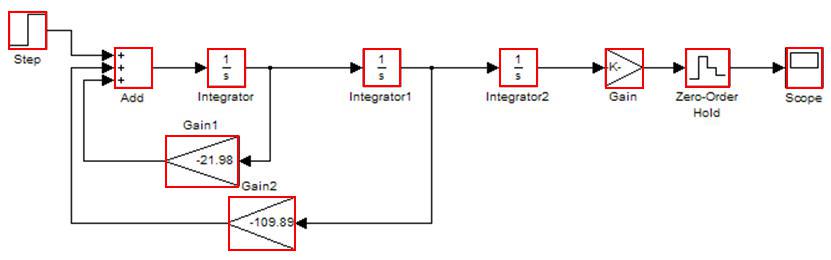 Step
+
+
+
Add
1
s
Integrator
1
s
Integrator1
1
s
Integrator2
K-
Gain
Zero-Order
Hold
Scope
Gain1
-21.98
Gain2
-109.89